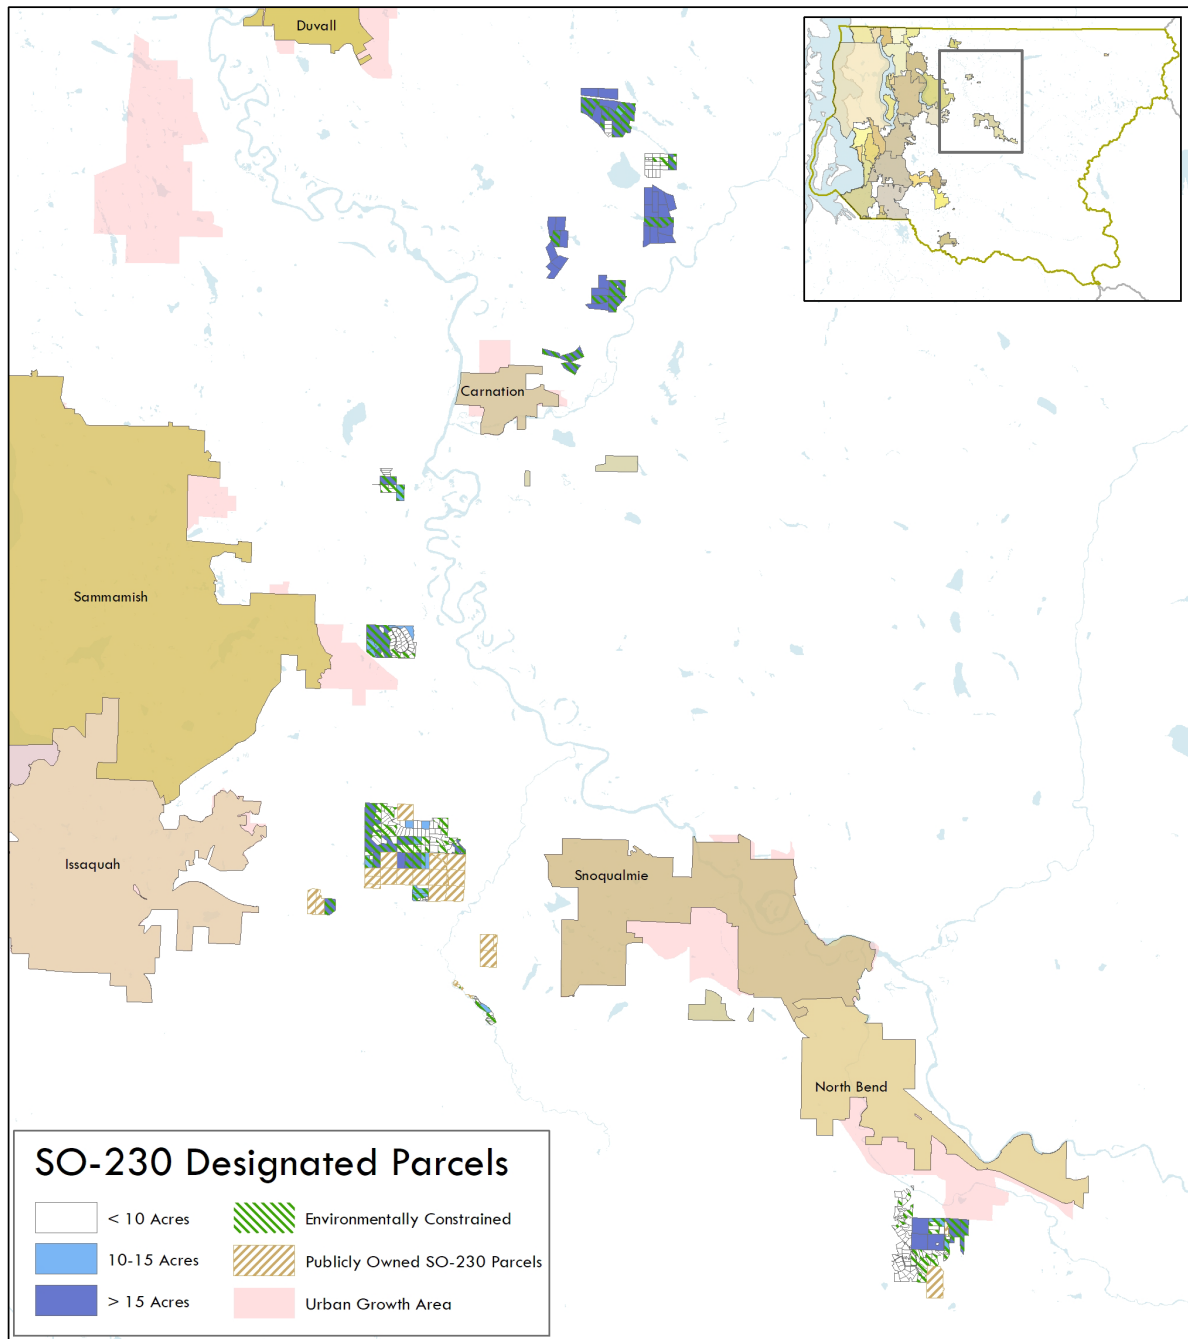 Duvall
Carnation
Sammamish
Issaquah
Snoqualmie
North Bend
SO-230 Designated Parcels
< 10 Acres
Environmentally Constrained
10-15 Acres
Publicly Owned SO-230 Parcels
> 15 Acres
Urban Growth Area